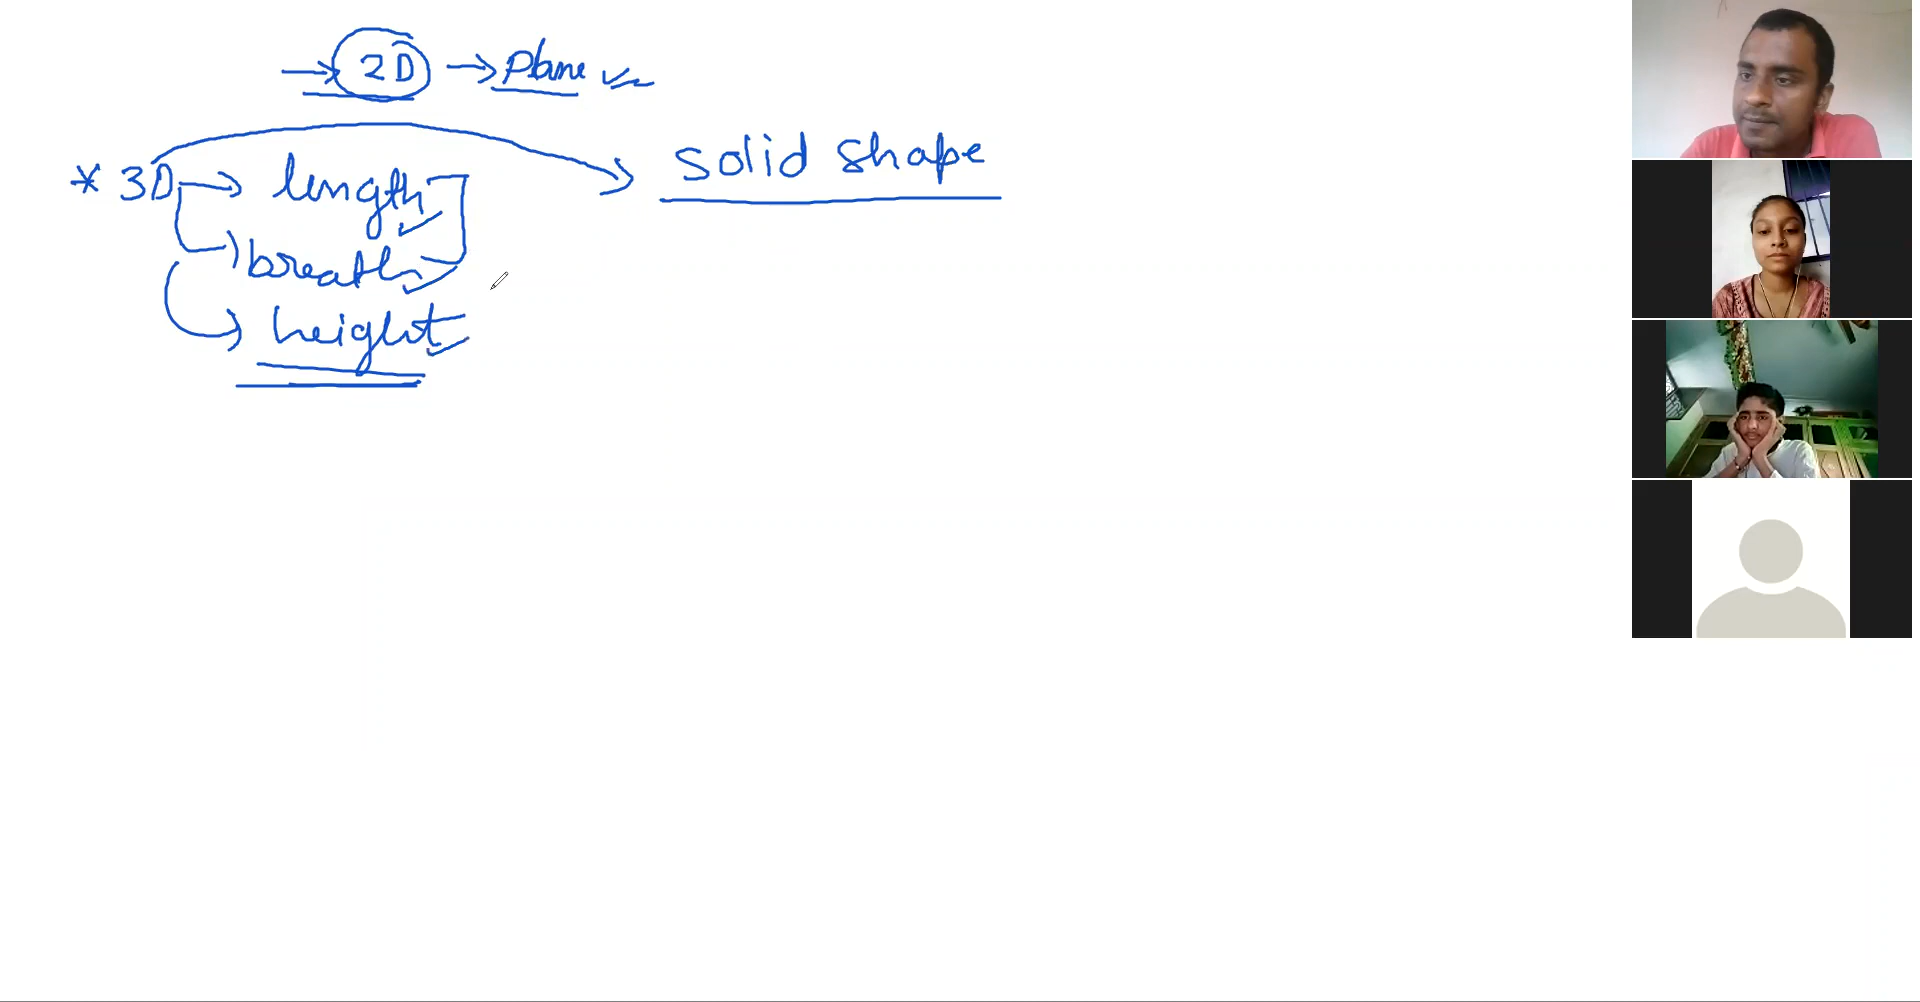 → 2D → Plane
* 3D → length → solid shape
breath
height